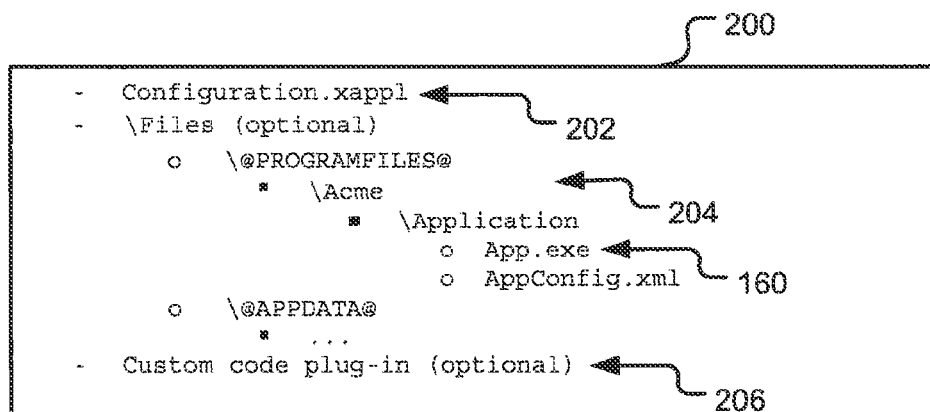 200
- Configuration.xappl
202
- \Files (optional)
o \@PROGRAMFILES@
204
▪ \Acme
▪ \Application
o App.exe
160
o AppConfig.xml
o \@APPDATA@
▪ ...
- Custom code plug-in (optional)
206